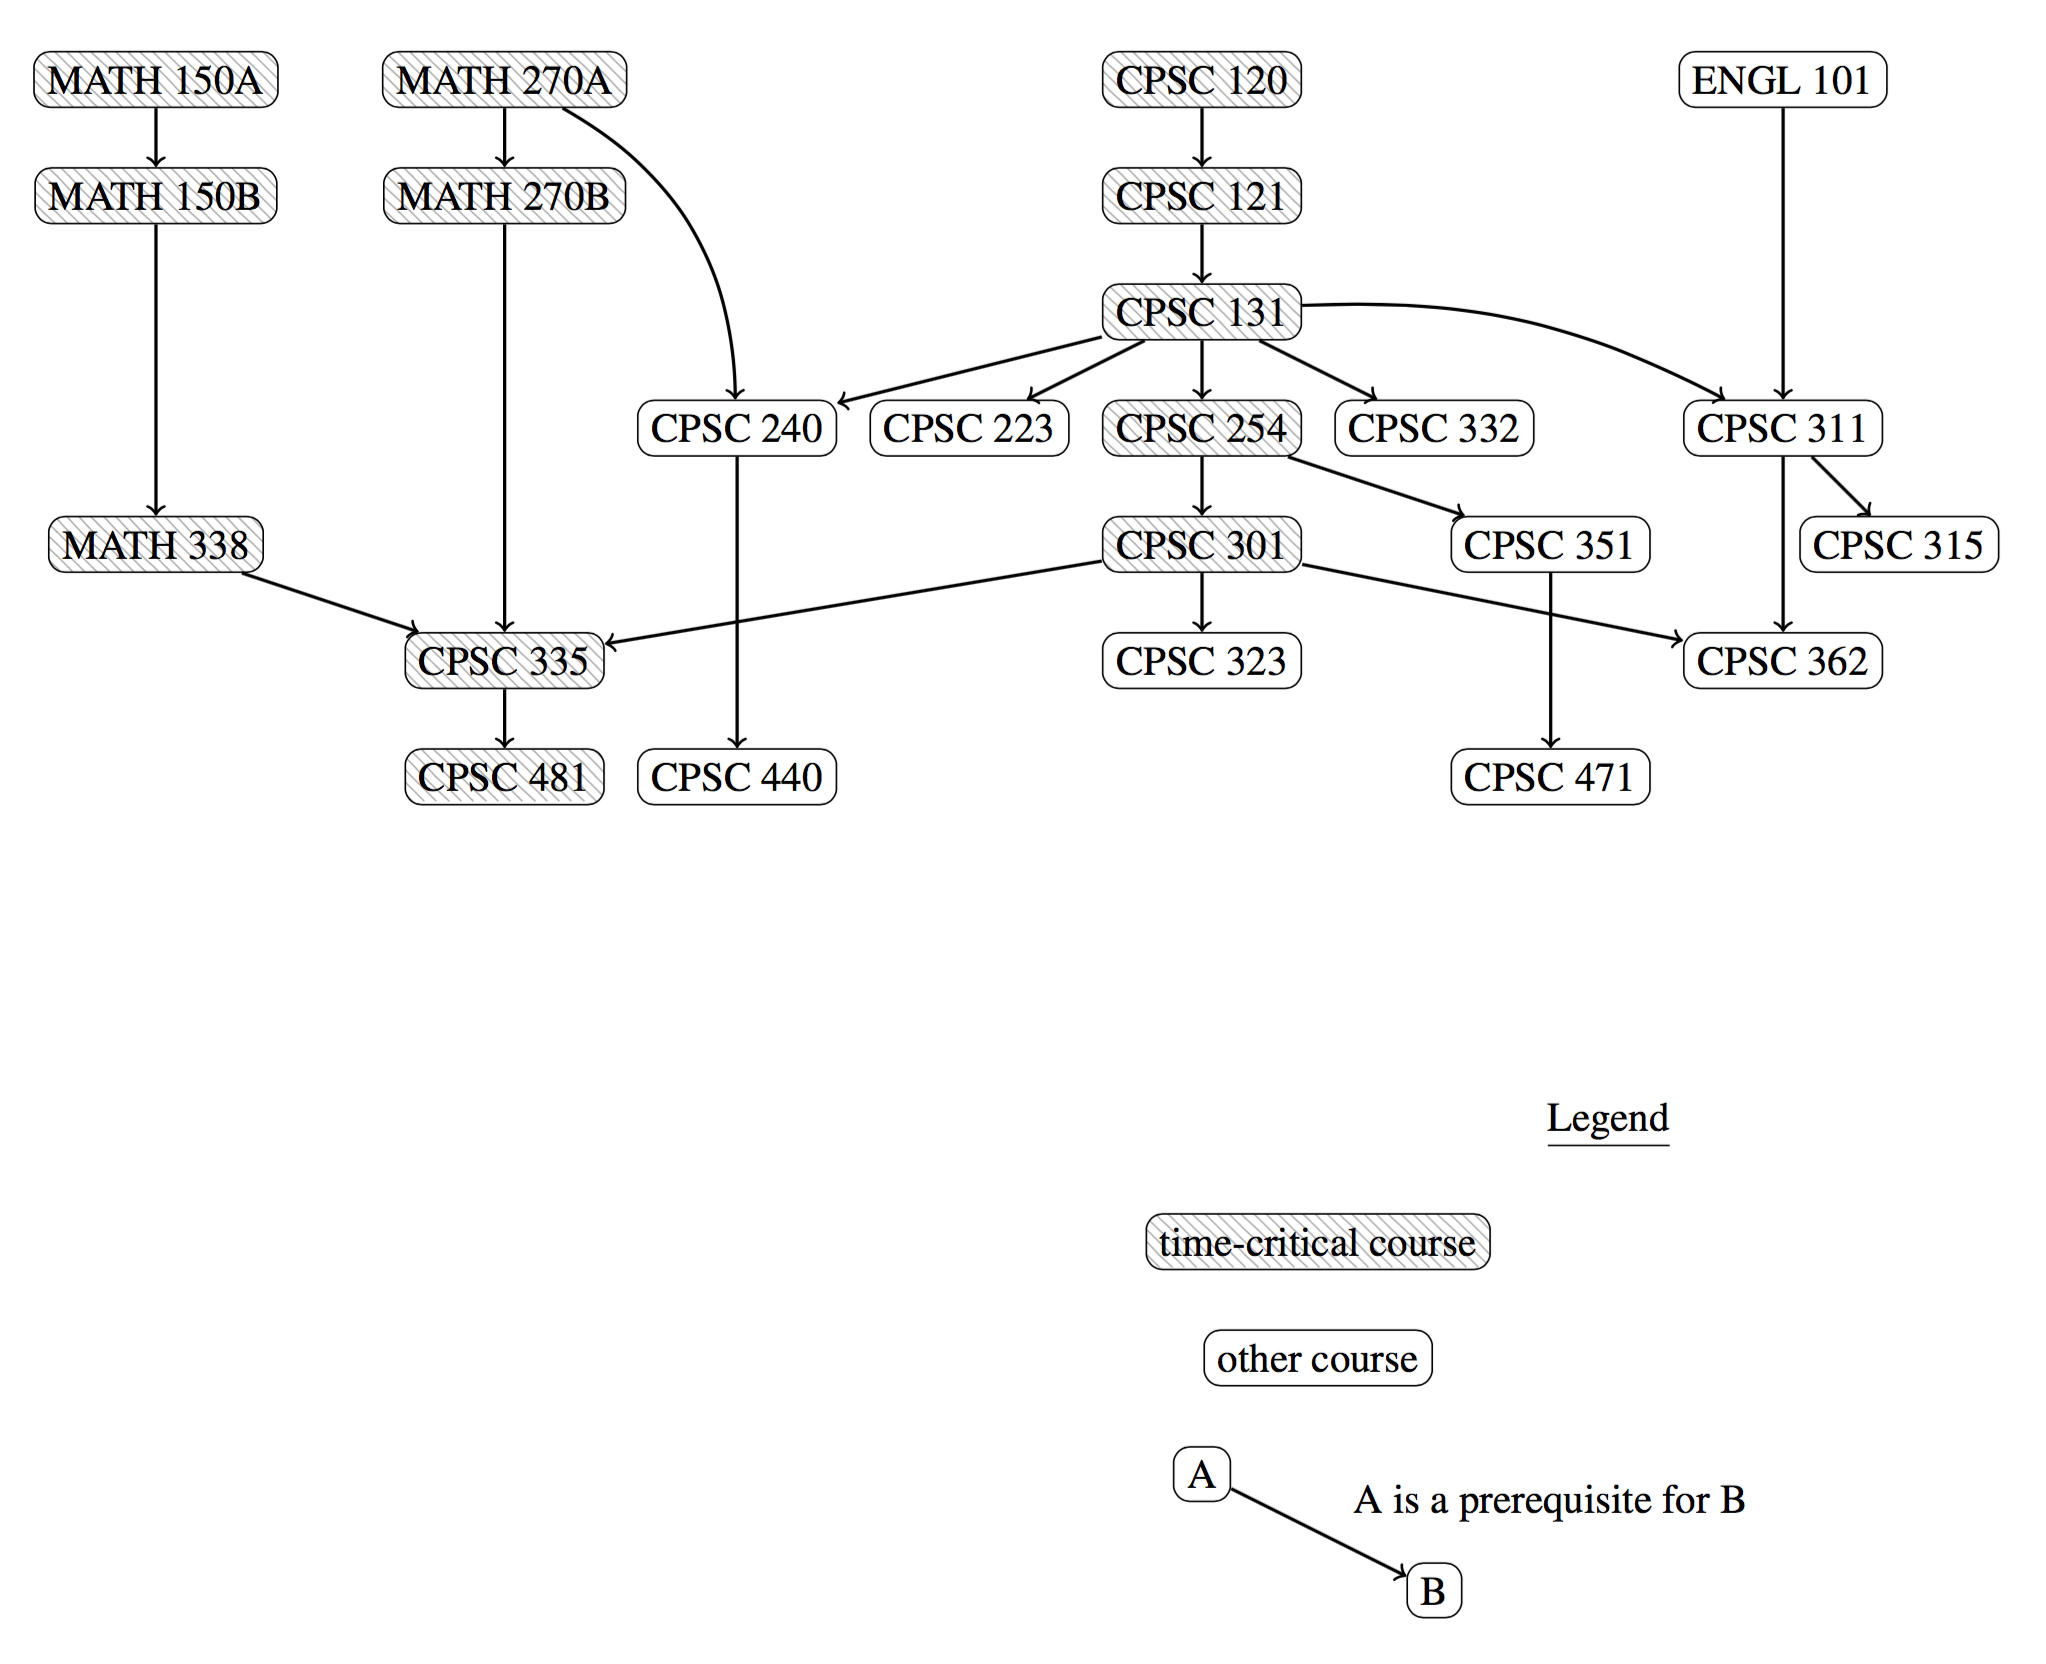 MATH 150A
MATH 270A
CPSC 120
ENGL 101
MATH 150B
MATH 270B
CPSC 121
CPSC 131
CPSC 240
CPSC 223
CPSC 254
CPSC 332
CPSC 311
MATH 338
CPSC 301
CPSC 351
CPSC 315
CPSC 335
CPSC 323
CPSC 362
CPSC 481
CPSC 440
CPSC 471
Legend
time-critical course
other course
A
A is a prerequisite for B
B